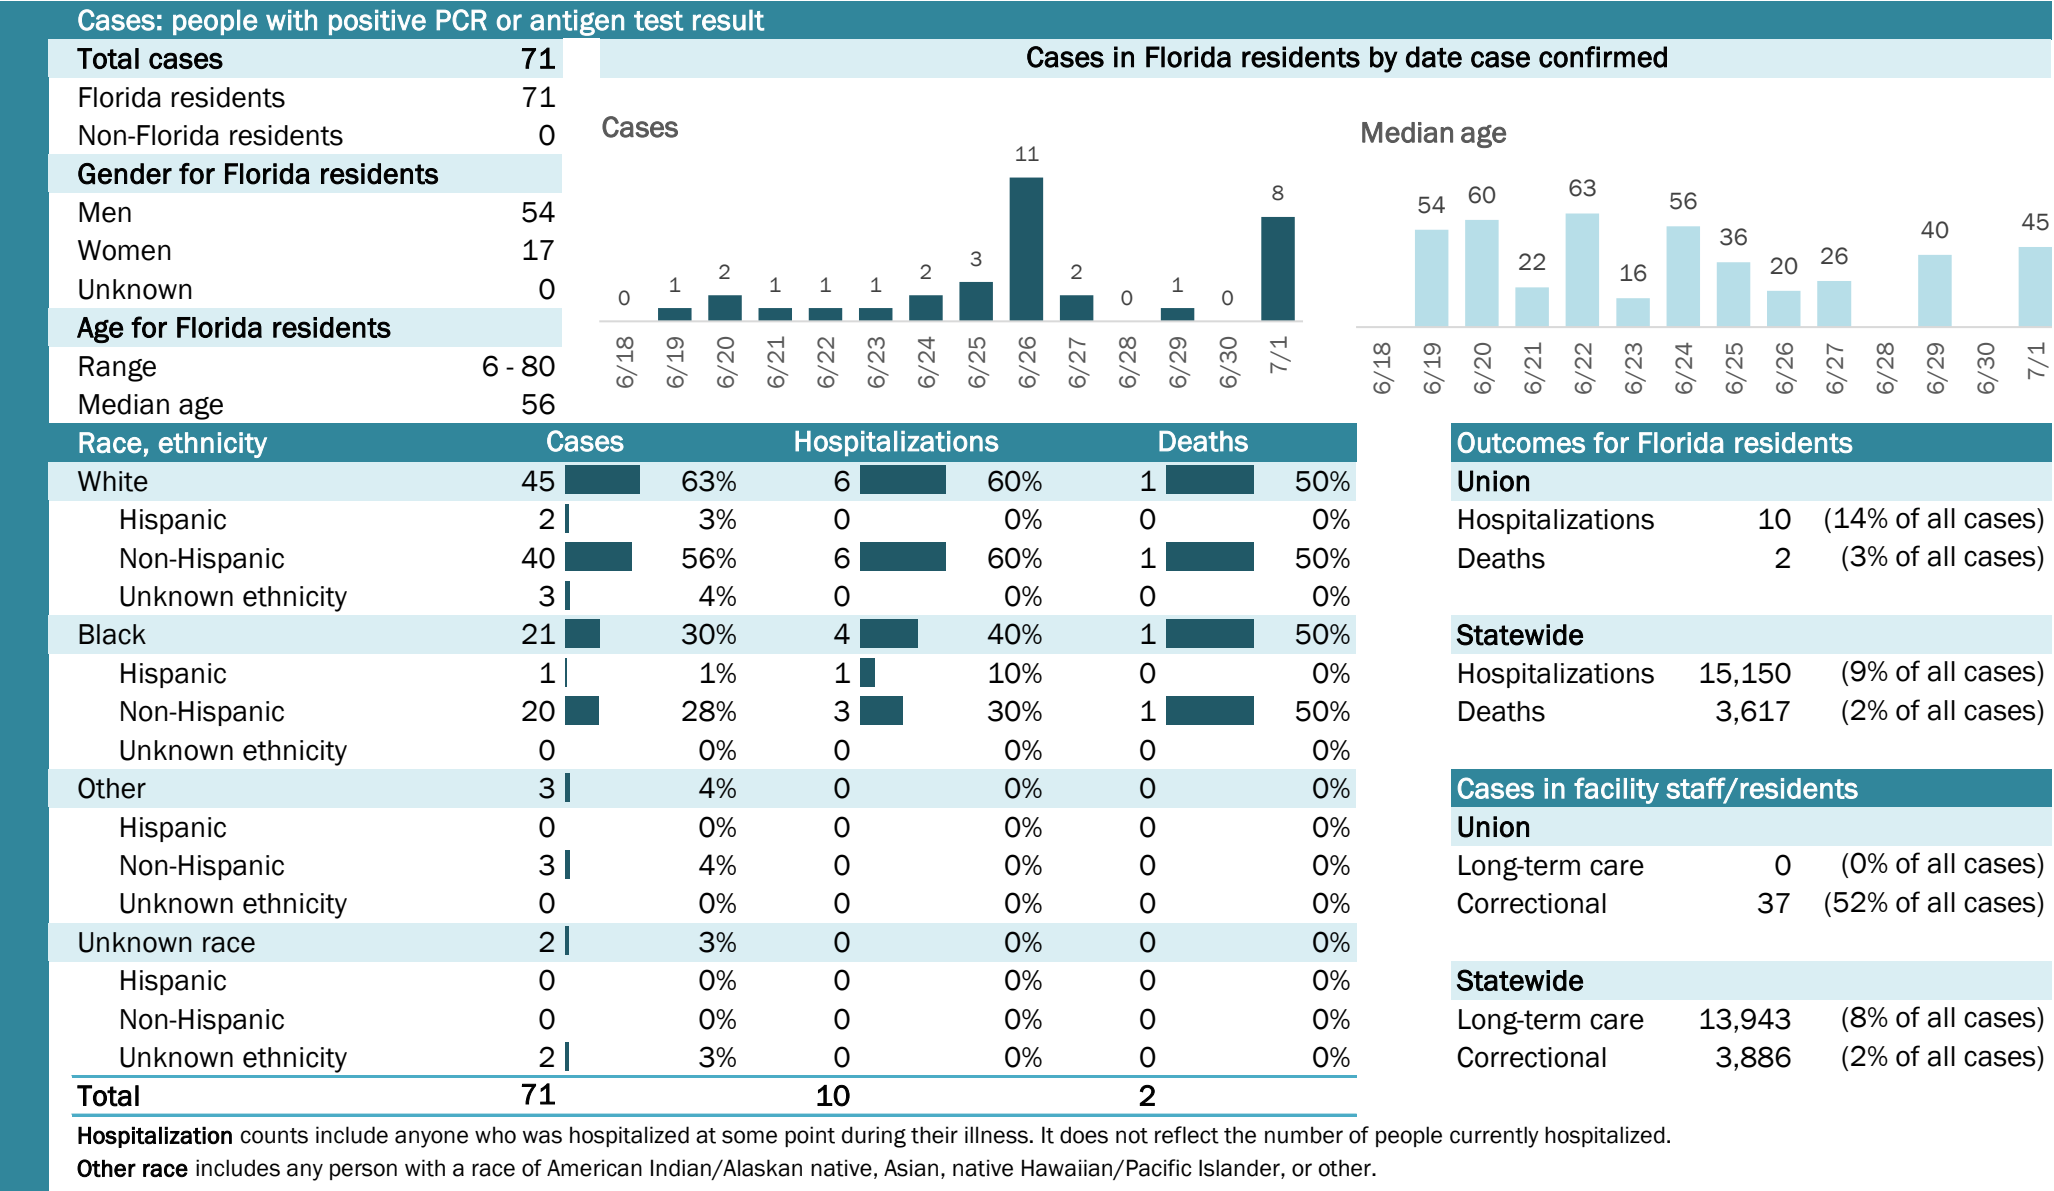 Cases: people with positive PCR or antigen test result
Total cases 71
Florida residents 71
Non-Florida residents 0
Gender for Florida residents
Men 54
Women 17
Unknown 0
Age for Florida residents
Range 6 - 80
Median age 56
Cases in Florida residents by date case confirmed
Cases
0 1 2 1 1 1 2 3 11 2 0 1 0 8
6/18 6/19 6/20 6/21 6/22 6/23 6/24 6/25 6/26 6/27 6/28 6/29 6/30 7/1
Median age
54 60 22 63 16 56 36 20 26 40 45
6/18 6/19 6/20 6/21 6/22 6/23 6/24 6/25 6/26 6/27 6/28 6/29 6/30 7/1
Race, ethnicity Cases Hospitalizations Deaths
White 45 63% 6 60% 1 50%
Hispanic 2 3% 0 0% 0 0%
Non-Hispanic 40 56% 6 60% 1 50%
Unknown ethnicity 3 4% 0 0% 0 0%
Black 21 30% 4 40% 1 50%
Hispanic 1 1% 1 10% 0 0%
Non-Hispanic 20 28% 3 30% 1 50%
Unknown ethnicity 0 0% 0 0% 0 0%
Other 3 4% 0 0% 0 0%
Hispanic 0 0% 0 0% 0 0%
Non-Hispanic 3 4% 0 0% 0 0%
Unknown ethnicity 0 0% 0 0% 0 0%
Unknown race 2 3% 0 0% 0 0%
Hispanic 0 0% 0 0% 0 0%
Non-Hispanic 0 0% 0 0% 0 0%
Unknown ethnicity 2 3% 0 0% 0 0%
Total 71 10 2
Outcomes for Florida residents
Union
Hospitalizations 10 (14% of all cases)
Deaths 2 (3% of all cases)
Statewide
Hospitalizations 15,150 (9% of all cases)
Deaths 3,617 (2% of all cases)
Cases in facility staff/residents
Union
Long-term care 0 (0% of all cases)
Correctional 37 (52% of all cases)
Statewide
Long-term care 13,943 (8% of all cases)
Correctional 3,886 (2% of all cases)
Hospitalization counts include anyone who was hospitalized at some point during their illness. It does not reflect the number of people currently hospitalized.
Other race includes any person with a race of American Indian/Alaskan native, Asian, native Hawaiian/Pacific Islander, or other.